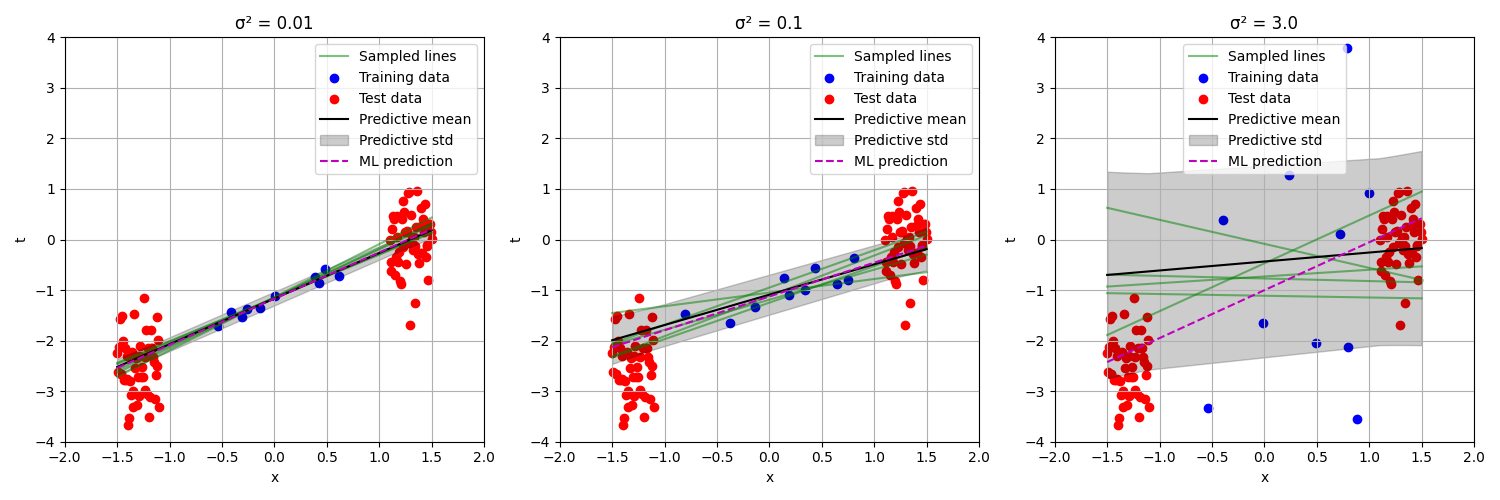 σ² = 0.01
4
3
2
1
0
−1
−2
−3
−4
t
−2.0 −1.5 −1.0 −0.5 0.0 0.5 1.0 1.5 2.0
x
Sampled lines
Training data
Test data
Predictive mean
Predictive std
ML prediction
σ² = 0.1
4
3
2
1
0
−1
−2
−3
−4
t
−2.0 −1.5 −1.0 −0.5 0.0 0.5 1.0 1.5 2.0
x
Sampled lines
Training data
Test data
Predictive mean
Predictive std
ML prediction
σ² = 3.0
4
3
2
1
0
−1
−2
−3
−4
t
−2.0 −1.5 −1.0 −0.5 0.0 0.5 1.0 1.5 2.0
x
Sampled lines
Training data
Test data
Predictive mean
Predictive std
ML prediction